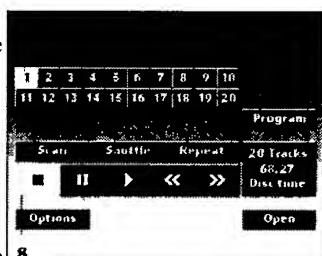 1 2 3 4 5 6 7 8 9 10
11 12 13 14 15 16 17 18 19 20
Program
Scan Shuffle Repeat
20 Tracks
68.27
Disc time
Options Open
8